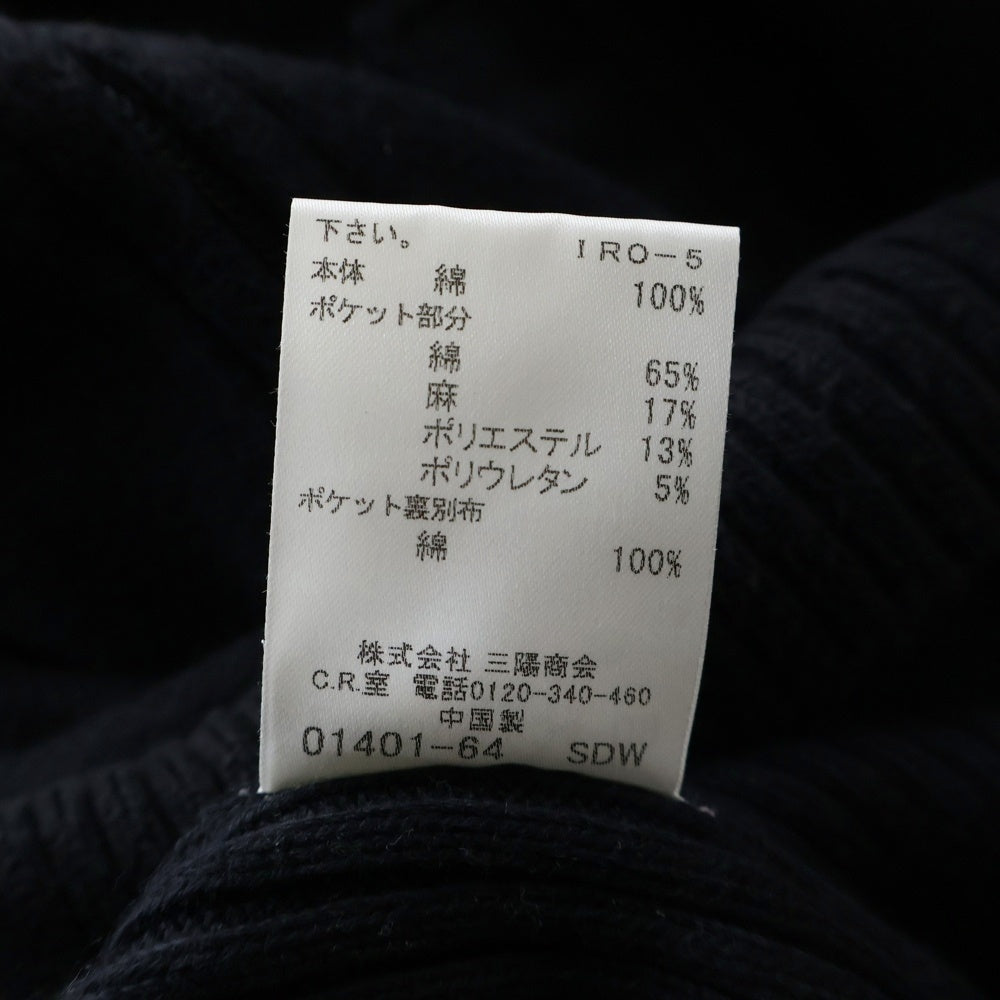 下さい。 IRO-5
本体 綿 100%
ポケット部分
綿 65%
麻 17%
ポリエステル 13%
ポリウレタン 5%
ポケット裏別布
綿 100%
株式会社 三陽商会
C.R.室 電話0120-340-460
中国製
01401-64 SDW